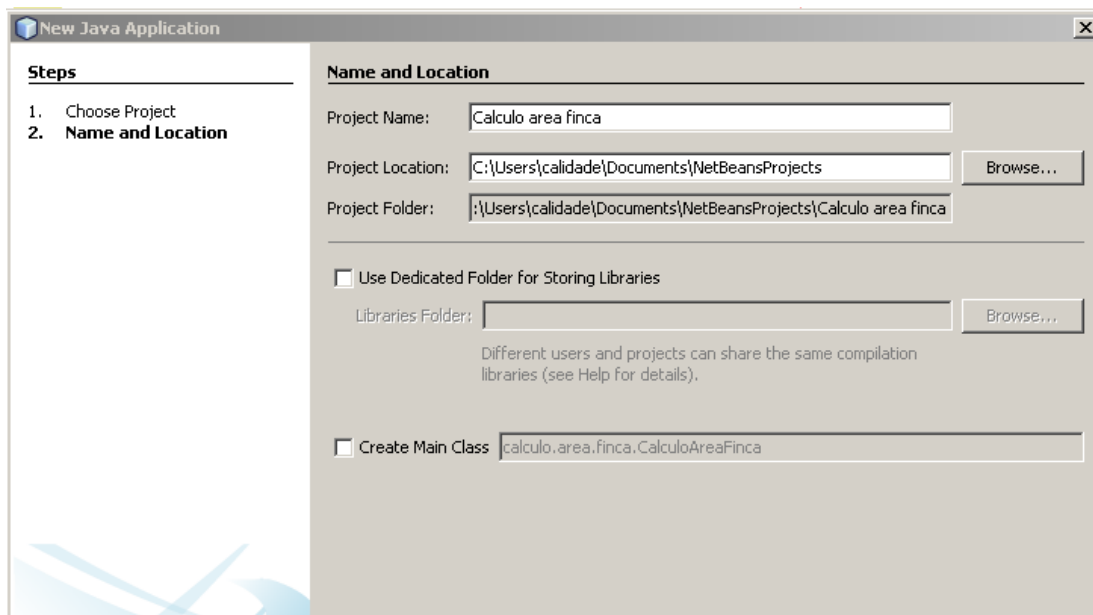 New Java Application
Steps
1. Choose Project
2. Name and Location
Name and Location
Project Name: Calculo area finca
Project Location: C:\Users\calidade\Documents\NetBeansProjects Browse...
Project Folder: :\Users\calidade\Documents\NetBeansProjects\Calculo area finca
Use Dedicated Folder for Storing Libraries
Libraries Folder: Browse...
Different users and projects can share the same compilation
libraries (see Help for details).
Create Main Class calculo.area.finca.CalculoAreaFinca